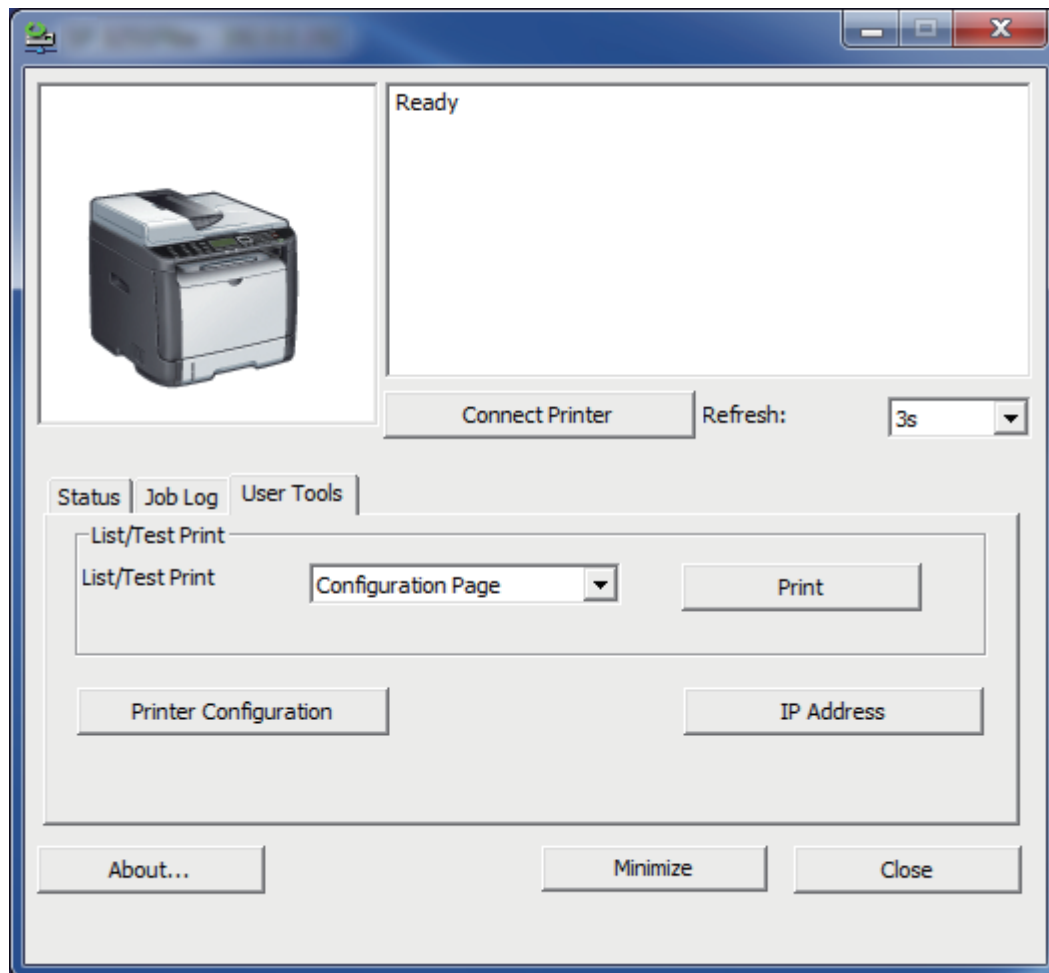 Ready
Connect Printer Refresh: 3s
Status Job Log User Tools
List/Test Print
List/Test Print Configuration Page Print
Printer Configuration IP Address
About... Minimize Close